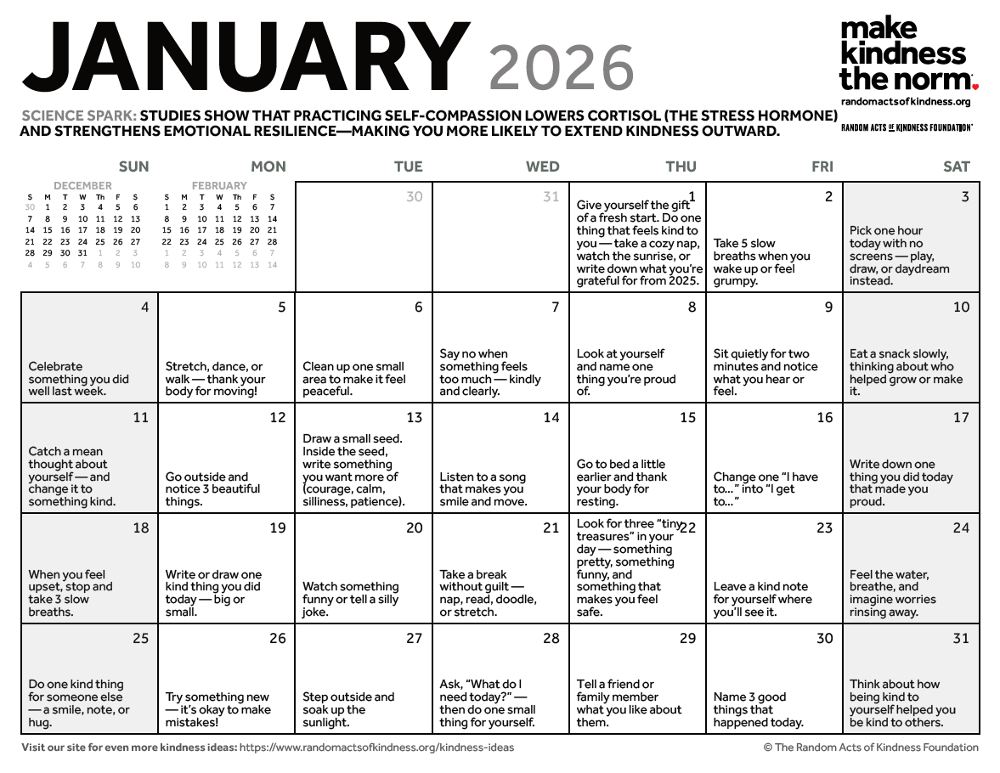 JANUARY 2026
make
kindness
the norm.
randomactsofkindness.org
RANDOM ACTS OF KINDNESS FOUNDATION
SCIENCE SPARK: STUDIES SHOW THAT PRACTICING SELF-COMPASSION LOWERS CORTISOL (THE STRESS HORMONE)
AND STRENGTHENS EMOTIONAL RESILIENCE—MAKING YOU MORE LIKELY TO EXTEND KINDNESS OUTWARD.
SUN MON TUE WED THU FRI SAT
DECEMBER
S M T W Th F S
30 1 2 3 4 5 6
7 8 9 10 11 12 13
14 15 16 17 18 19 20
21 22 23 24 25 26 27
28 29 30 31 1 2 3
4 5 6 7 8 9 10
FEBRUARY
S M T W Th F S
1 2 3 4 5 6 7
8 9 10 11 12 13 14
15 16 17 18 19 20 21
22 23 24 25 26 27 28
1 2 3 4 5 6 7
8 9 10 11 12 13 14
30
31
1
Give yourself the gift
of a fresh start. Do one
thing that feels kind to
you — take a cozy nap,
watch the sunrise, or
write down what you’re
grateful for from 2025.
2
Take 5 slow
breaths when you
wake up or feel
grumpy.
3
Pick one hour
today with no
screens — play,
draw, or daydream
instead.
4
Celebrate
something you did
well last week.
5
Stretch, dance, or
walk — thank your
body for moving!
6
Clean up one small
area to make it feel
peaceful.
7
Say no when
something feels
too much — kindly
and clearly.
8
Look at yourself
and name one
thing you’re proud
of.
9
Sit quietly for two
minutes and notice
what you hear or
feel.
10
Eat a snack slowly,
thinking about who
helped grow or make
it.
11
Catch a mean
thought about
yourself — and
change it to
something kind.
12
Go outside and
notice 3 beautiful
things.
13
Draw a small seed.
Inside the seed,
write something
you want more of
(courage, calm,
silliness, patience).
14
Listen to a song
that makes you
smile and move.
15
Go to bed a little
earlier and thank
your body for
resting.
16
Change one “I have
to...” into “I get
to...”
17
Write down one
thing you did today
that made you
proud.
18
When you feel
upset, stop and
take 3 slow
breaths.
19
Write or draw one
kind thing you did
today — big or
small.
20
Watch something
funny or tell a silly
joke.
21
Take a break
without guilt —
nap, read, doodle,
or stretch.
22
Look for three “tiny
treasures” in your
day — something
pretty, something
funny, and
something that
makes you feel
safe.
23
Leave a kind note
for yourself where
you’ll see it.
24
Feel the water,
breathe, and
imagine worries
rinsing away.
25
Do one kind thing
for someone else
— a smile, note, or
hug.
26
Try something new
— it’s okay to make
mistakes!
27
Step outside and
soak up the
sunlight.
28
Ask, “What do I
need today?” —
then do one small
thing for yourself.
29
Tell a friend or
family member
what you like about
them.
30
Name 3 good
things that
happened today.
31
Think about how
being kind to
yourself helped you
be kind to others.
Visit our site for even more kindness ideas: https://www.randomactsofkindness.org/kindness-ideas
© The Random Acts of Kindness Foundation